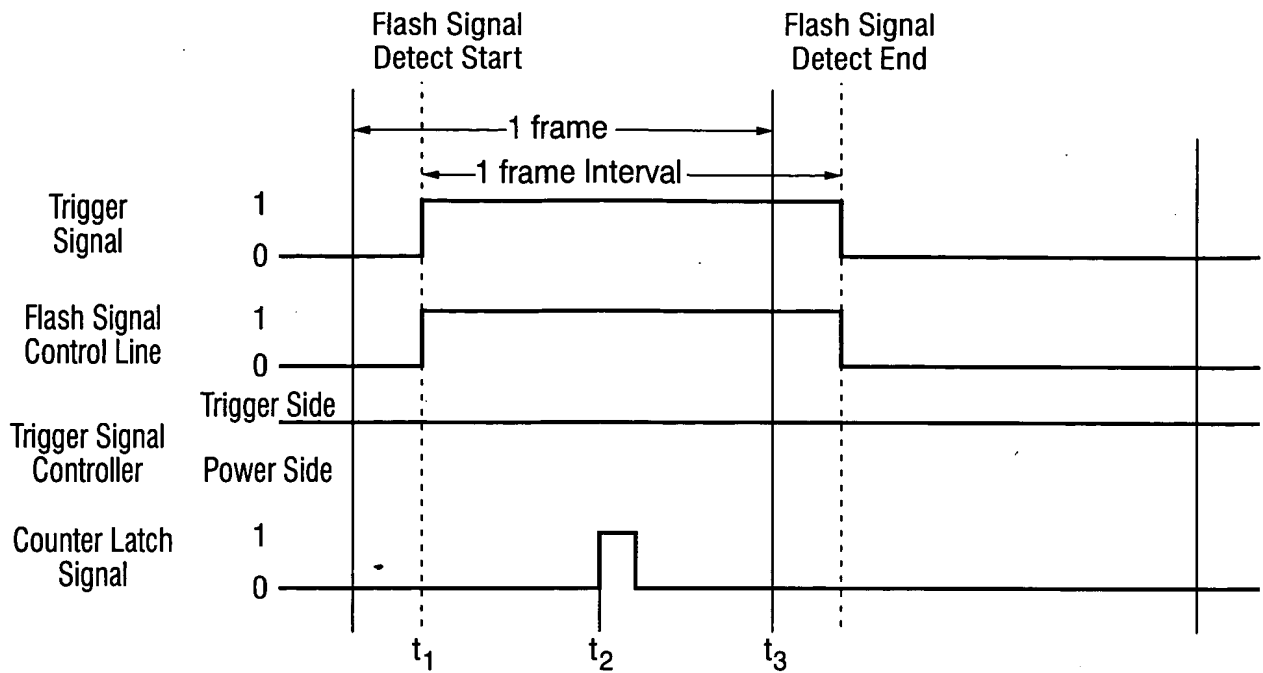 Flash Signal
Detect Start
Flash Signal
Detect End
1 frame
1 frame Interval
Trigger
Signal
1
0
Flash Signal
Control Line
1
0
Trigger Signal
Controller
Trigger Side
Power Side
Counter Latch
Signal
1
0
t1
t2
t3